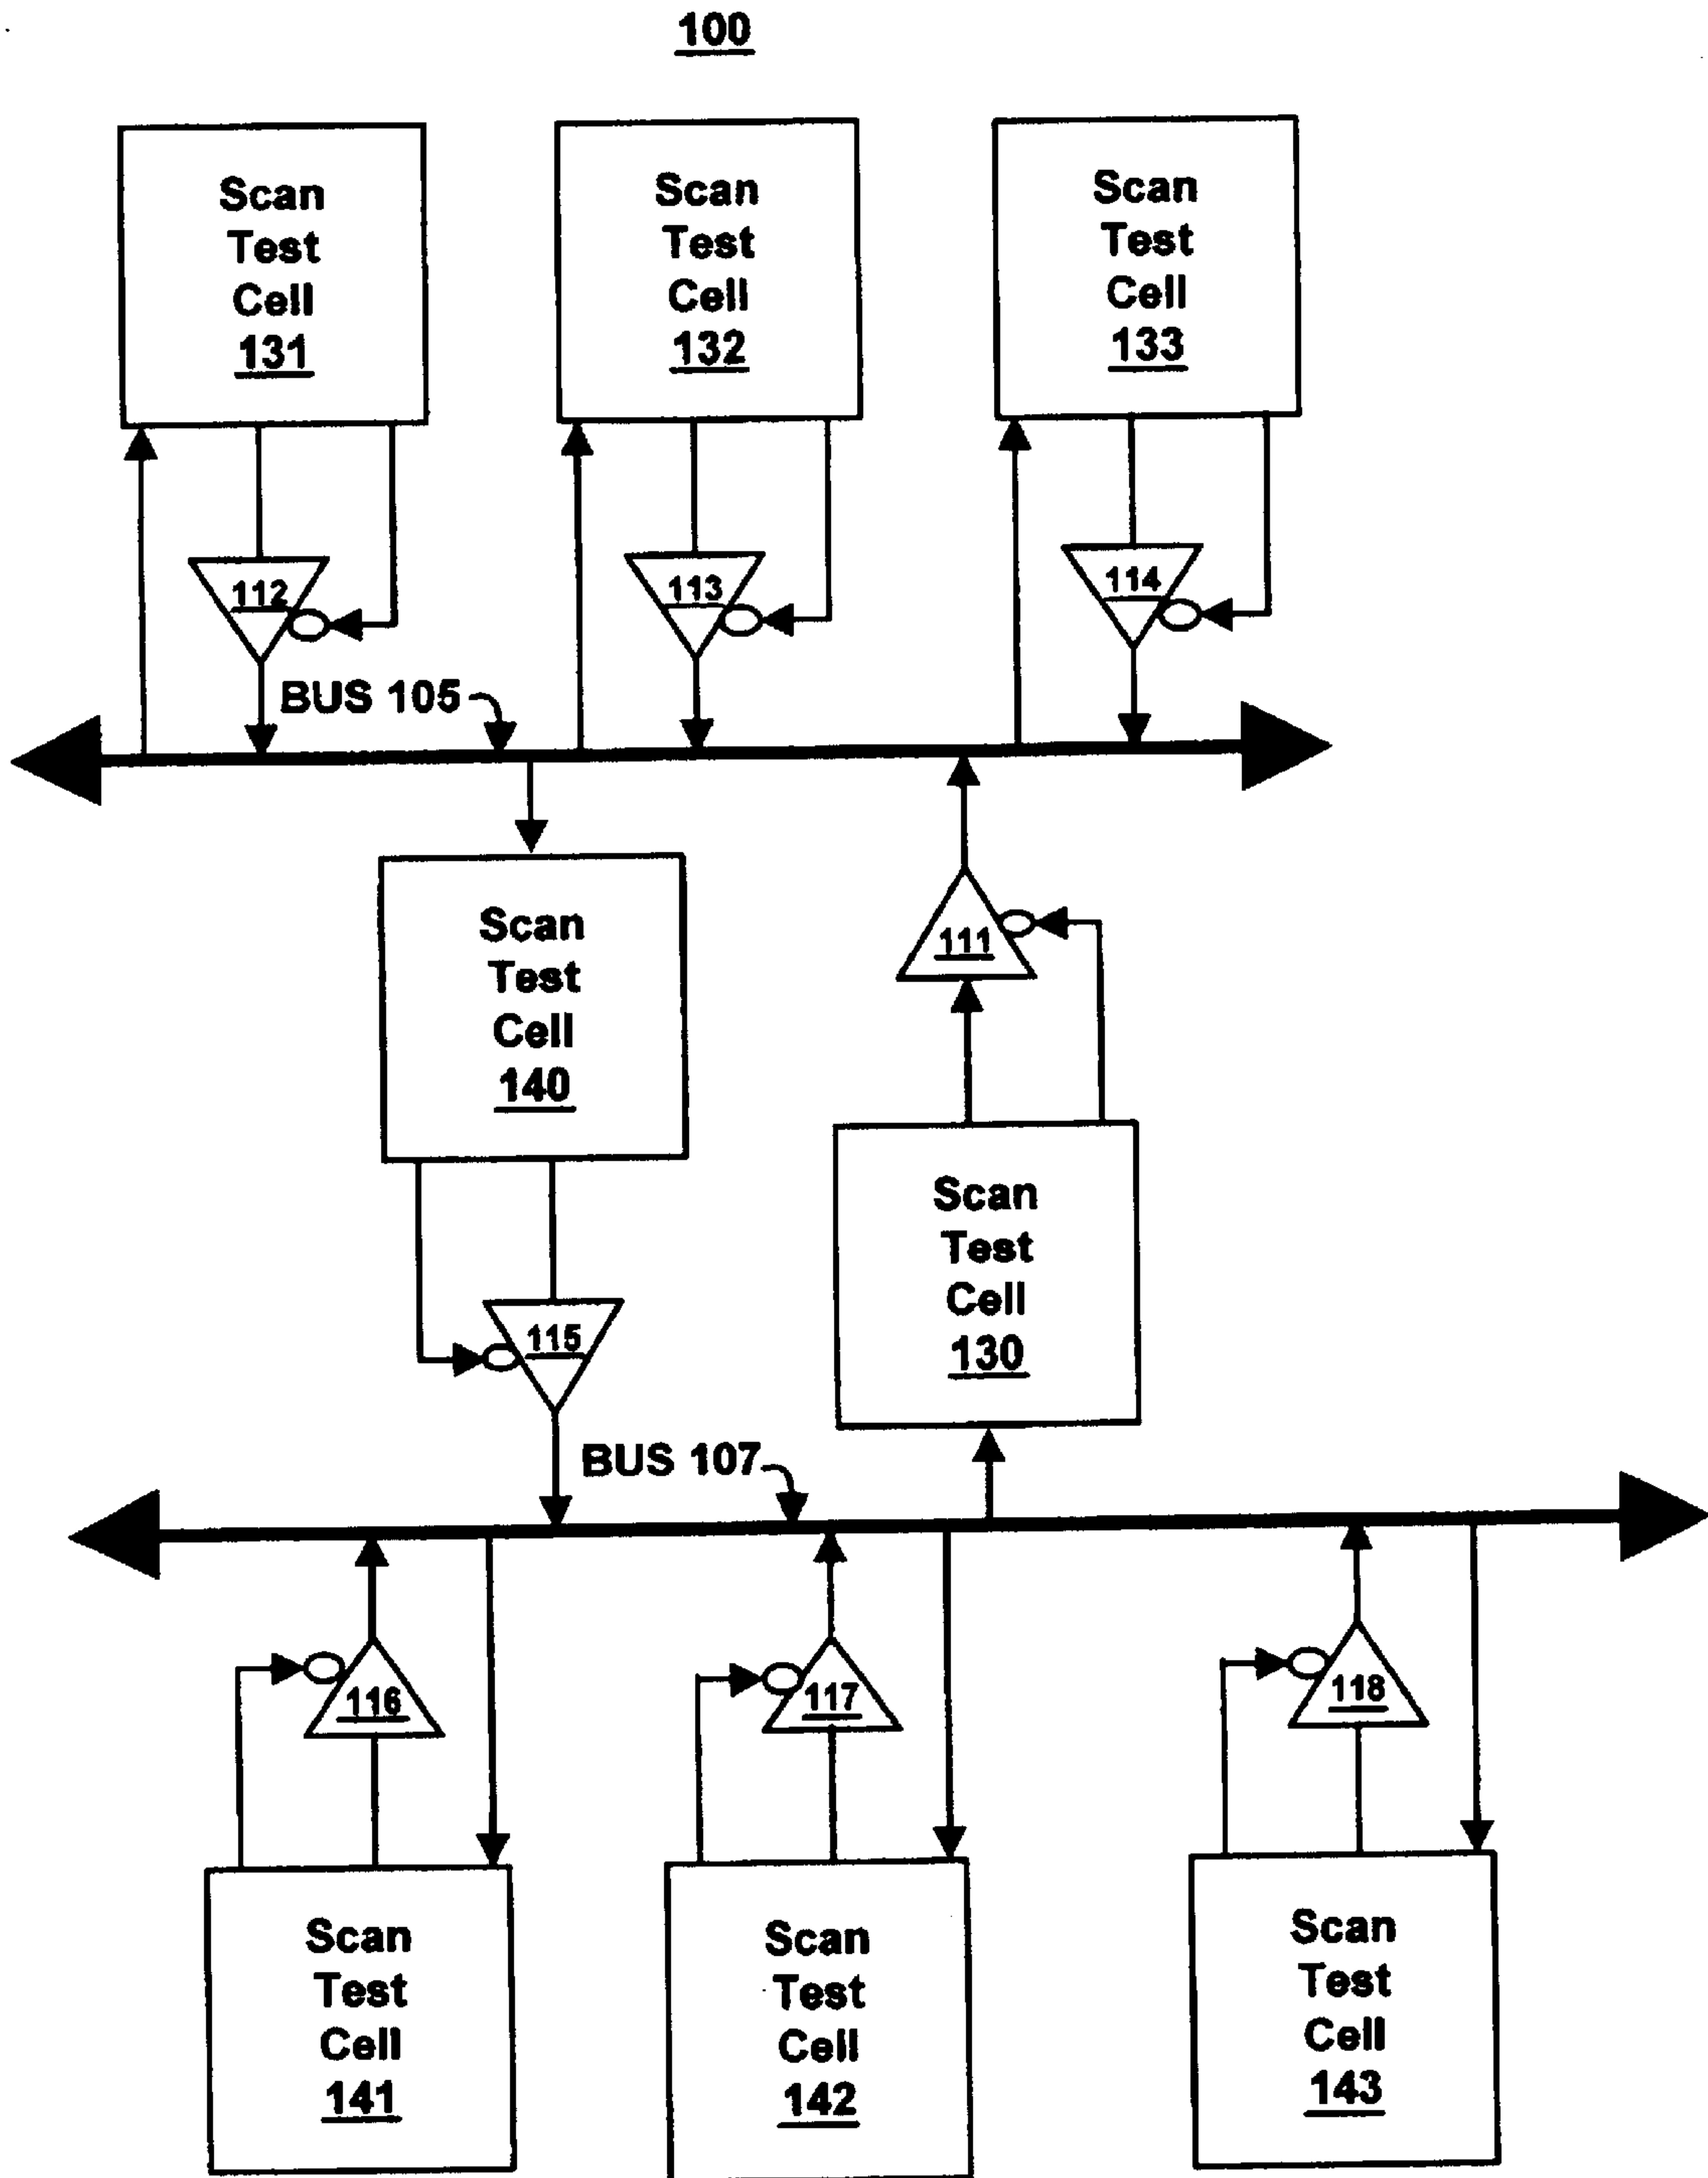 100
Scan
Test
Cell
131
Scan
Test
Cell
132
Scan
Test
Cell
133
112
113
114
BUS 105
Scan
Test
Cell
140
111
Scan
Test
Cell
130
115
BUS 107
116
117
118
Scan
Test
Cell
141
Scan
Test
Cell
142
Scan
Test
Cell
143